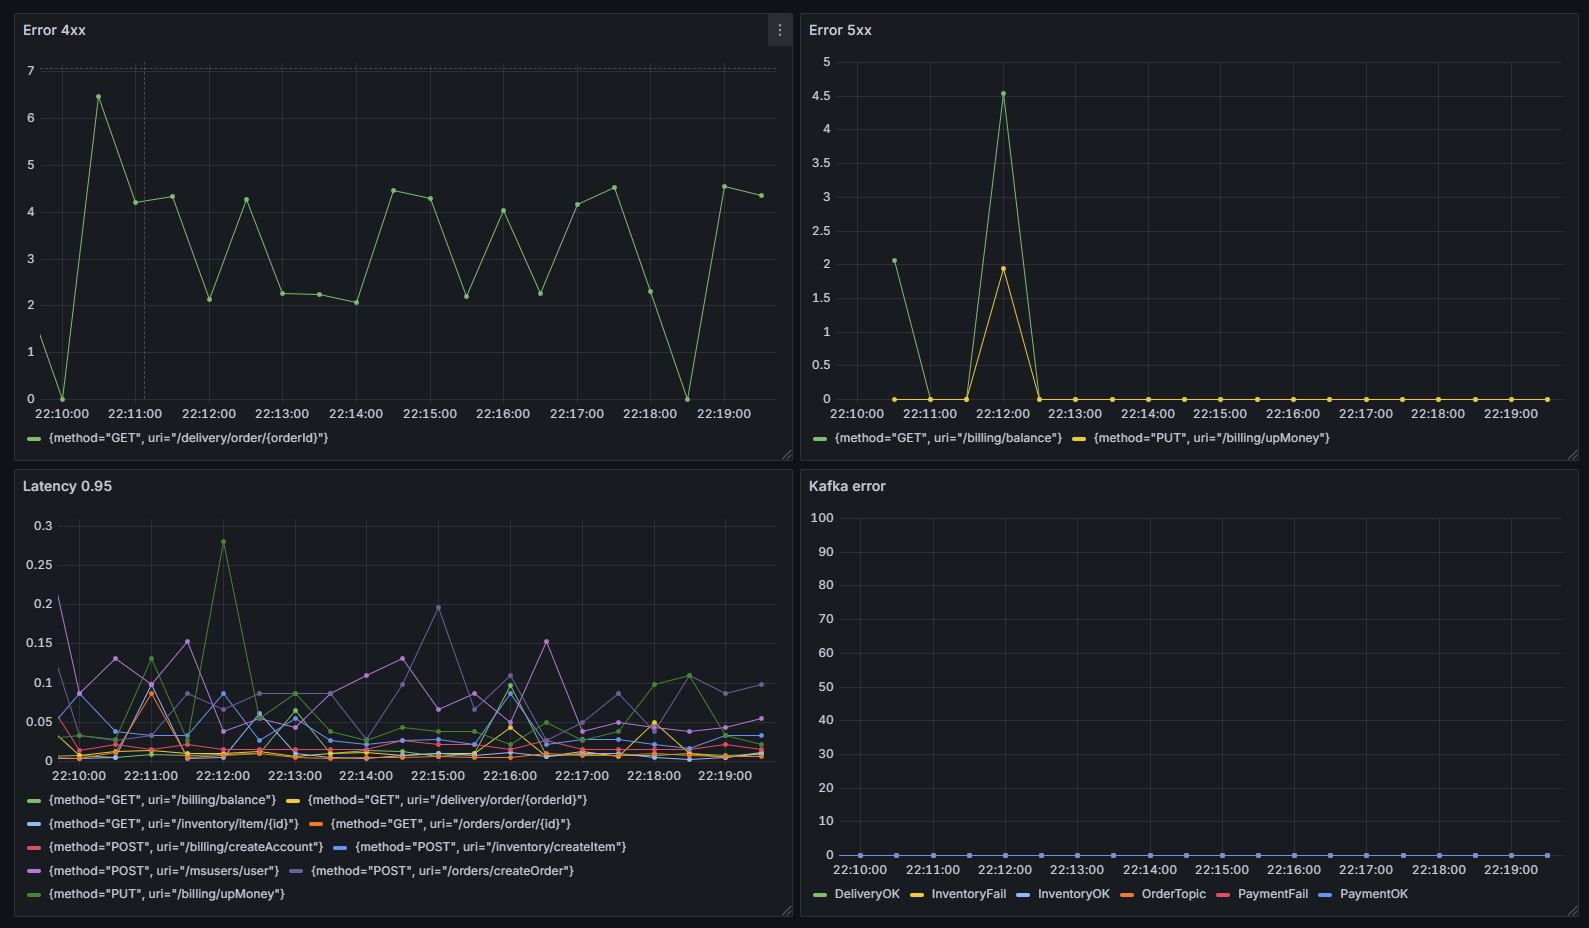 Error 4xx
7
6
5
4
3
2
1
0
22:10:00 22:11:00 22:12:00 22:13:00 22:14:00 22:15:00 22:16:00 22:17:00 22:18:00 22:19:00
{method="GET", uri="/delivery/order/{orderId}"}
Error 5xx
5
4.5
4
3.5
3
2.5
2
1.5
1
0.5
0
22:10:00 22:11:00 22:12:00 22:13:00 22:14:00 22:15:00 22:16:00 22:17:00 22:18:00 22:19:00
{method="GET", uri="/billing/balance"} {method="PUT", uri="/billing/upMoney"}
Latency 0.95
0.3
0.25
0.2
0.15
0.1
0.05
0
22:10:00 22:11:00 22:12:00 22:13:00 22:14:00 22:15:00 22:16:00 22:17:00 22:18:00 22:19:00
{method="GET", uri="/billing/balance"} {method="GET", uri="/delivery/order/{orderId}"}
{method="GET", uri="/inventory/item/{id}"} {method="GET", uri="/orders/order/{id}"}
{method="POST", uri="/billing/createAccount"} {method="POST", uri="/inventory/createItem"}
{method="POST", uri="/msusers/user"} {method="POST", uri="/orders/createOrder"}
{method="PUT", uri="/billing/upMoney"}
Kafka error
100
90
80
70
60
50
40
30
20
10
0
22:10:00 22:11:00 22:12:00 22:13:00 22:14:00 22:15:00 22:16:00 22:17:00 22:18:00 22:19:00
DeliveryOK InventoryFail InventoryOK OrderTopic PaymentFail PaymentOK